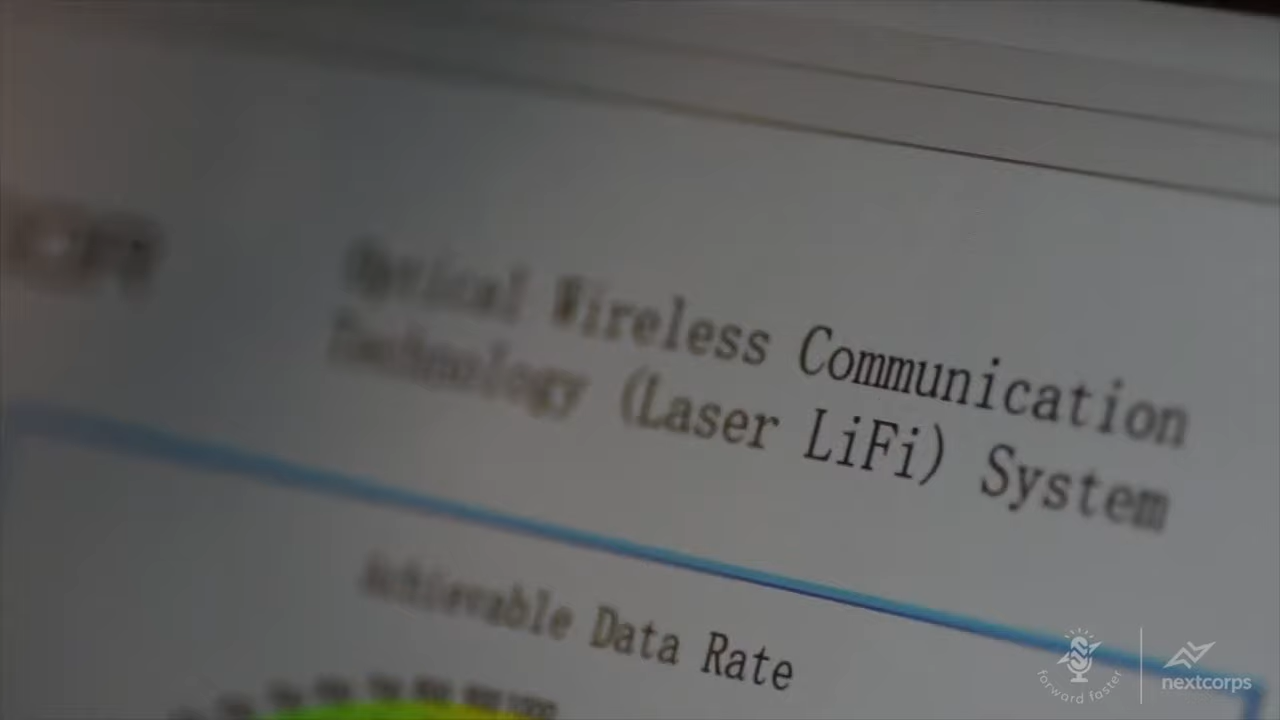 Optical Wireless Communication
Technology (Laser LiFi) System
Achievable Data Rate
forward faster
nextcorps